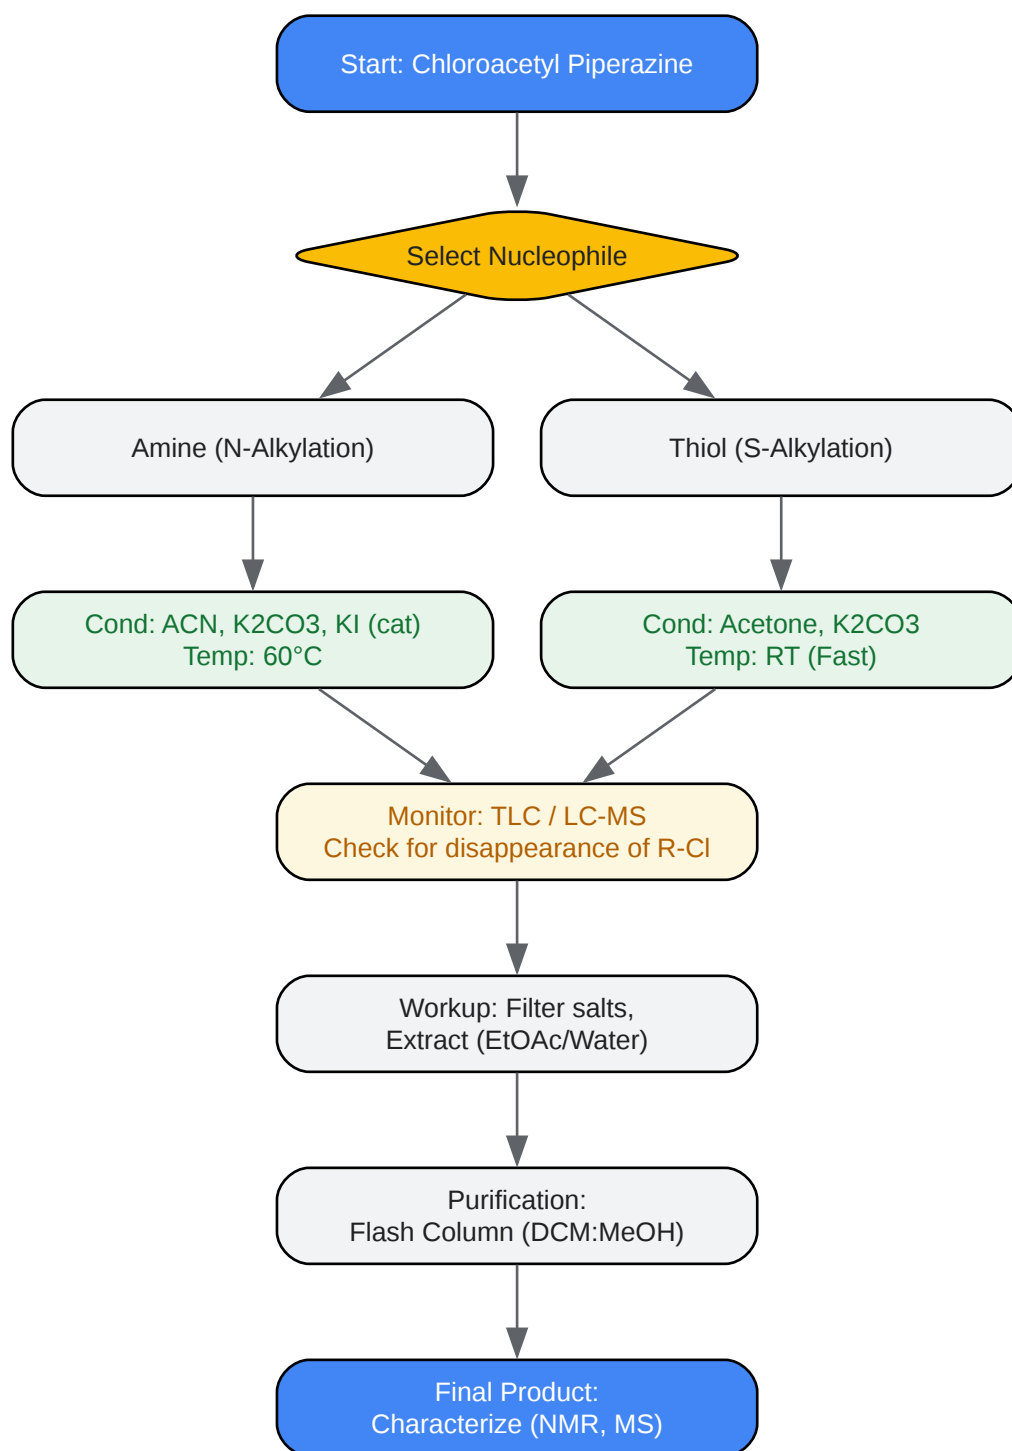 Start: Chloroacetyl Piperazine
Select Nucleophile
Amine (N-Alkylation)
Thiol (S-Alkylation)
Cond: ACN, K2CO3, KI (cat)
Temp: 60°C
Cond: Acetone, K2CO3
Temp: RT (Fast)
Monitor: TLC / LC-MS
Check for disappearance of R-Cl
Workup: Filter salts,
Extract (EtOAc/Water)
Purification:
Flash Column (DCM:MeOH)
Final Product:
Characterize (NMR, MS)